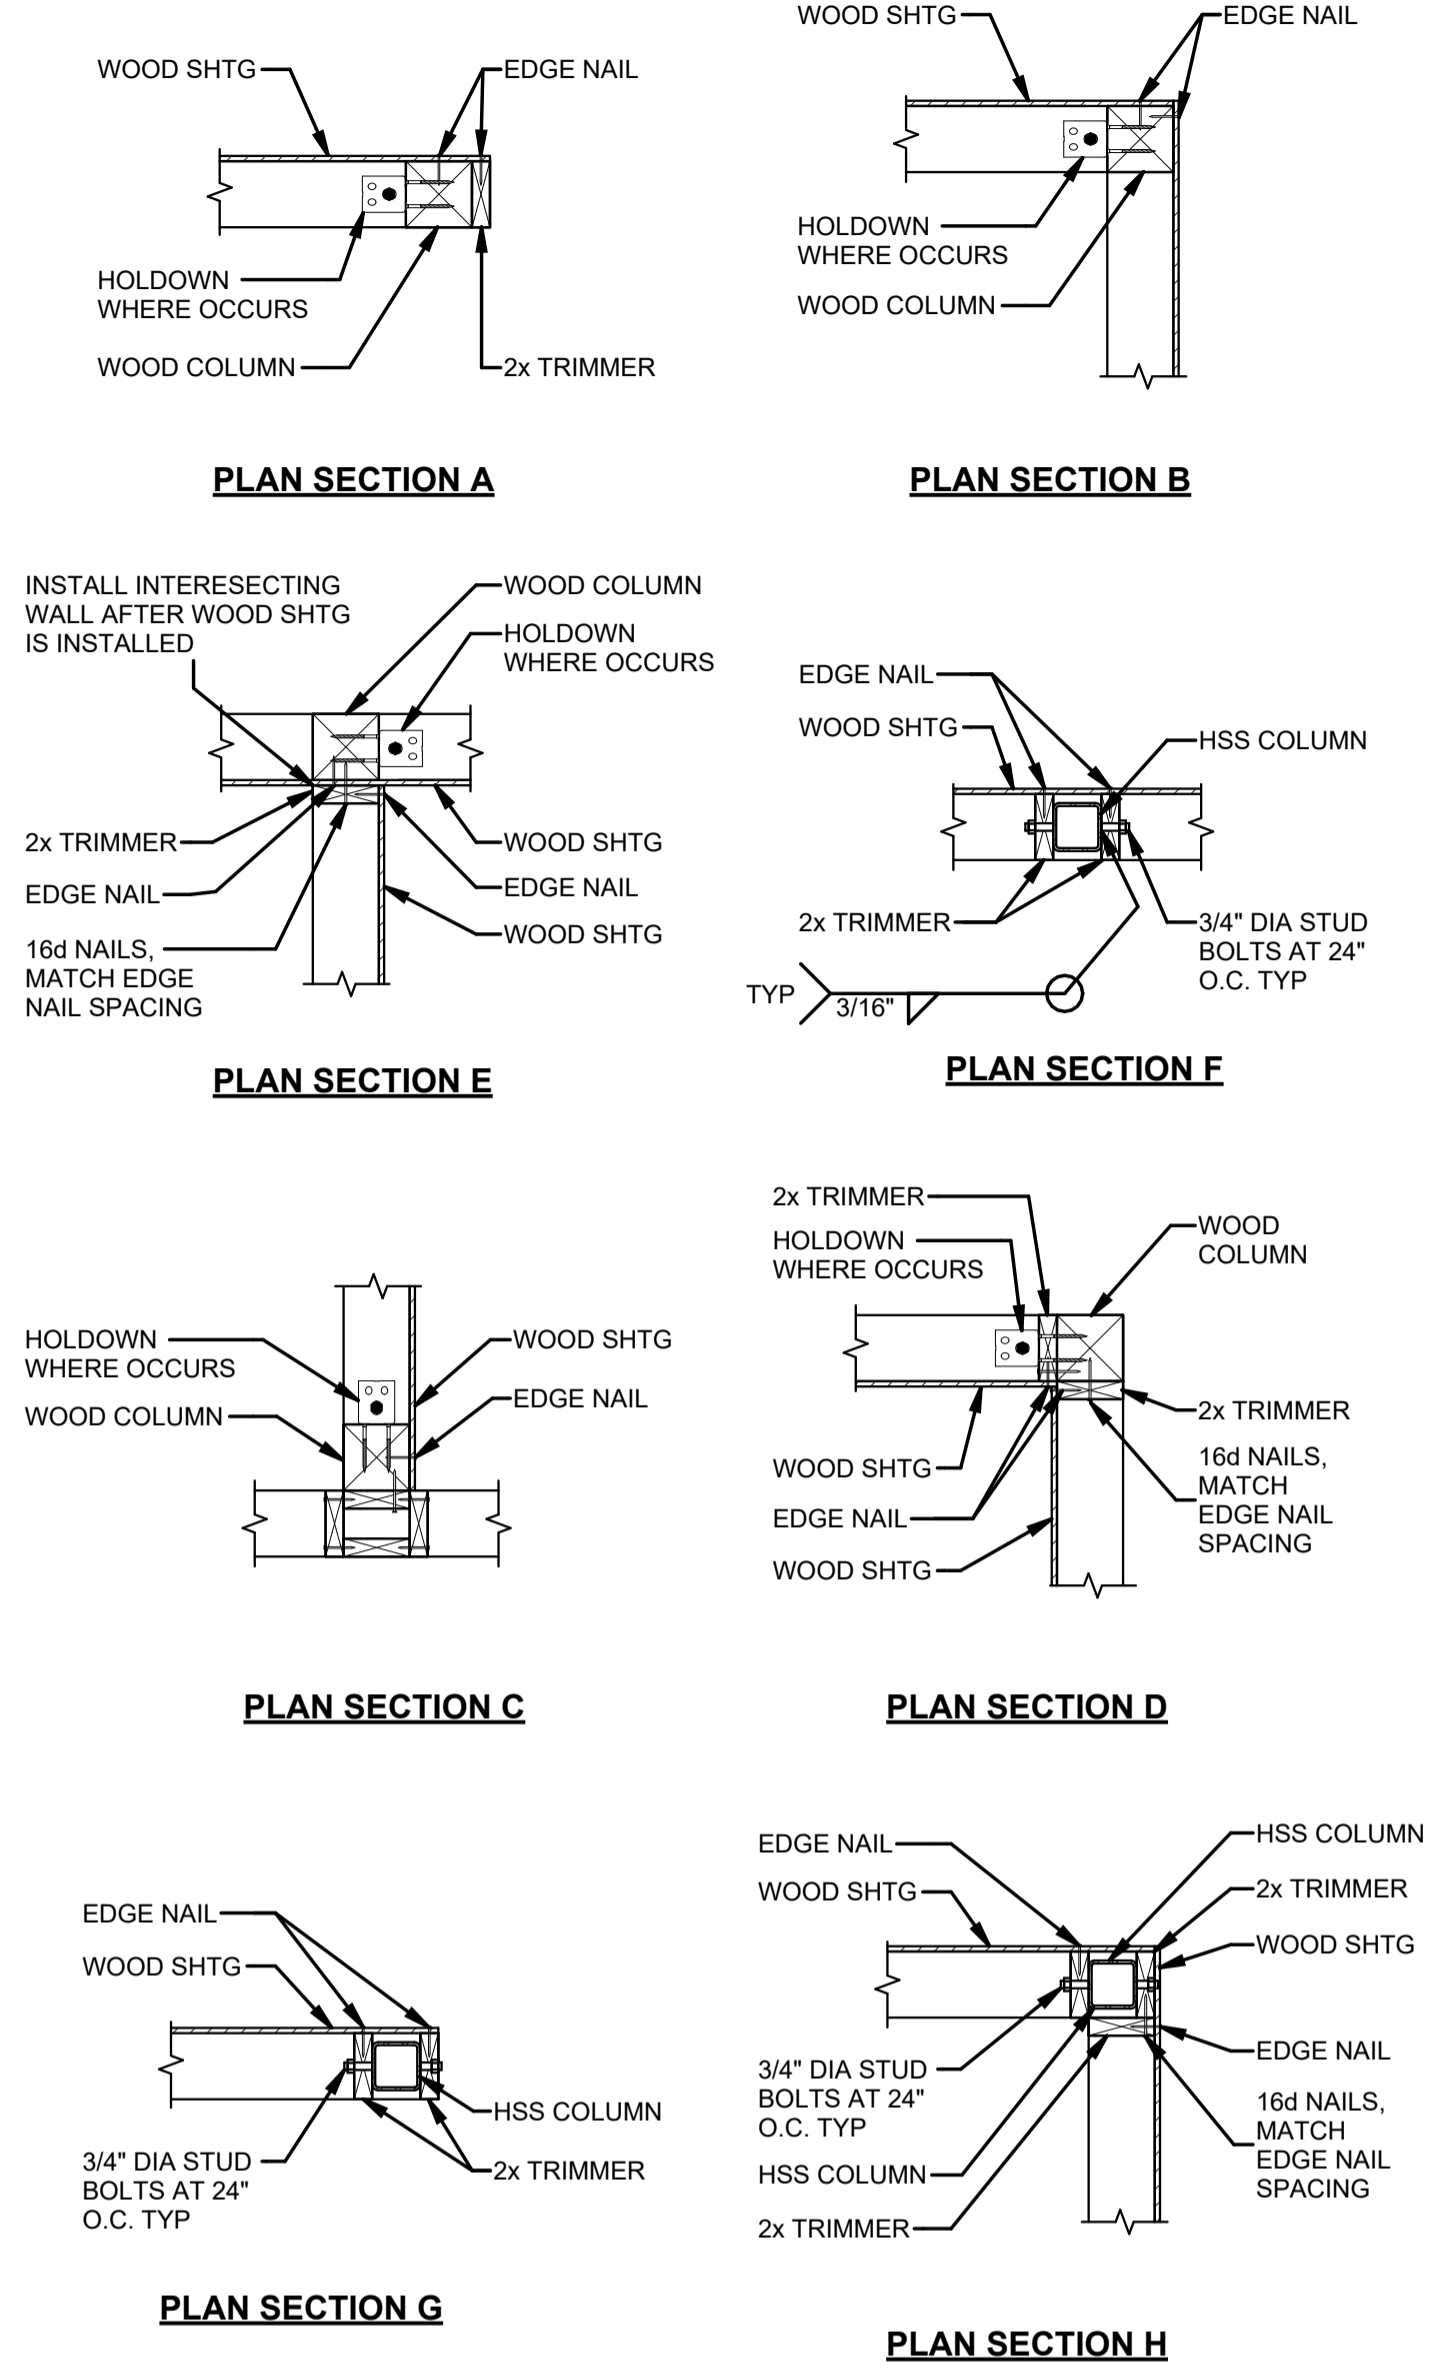 WOOD SHTG
EDGE NAIL
HOLDOWN
WHERE OCCURS
WOOD COLUMN
2x TRIMMER
PLAN SECTION A
WOOD SHTG
EDGE NAIL
HOLDOWN
WHERE OCCURS
WOOD COLUMN
PLAN SECTION B
INSTALL INTERESECTING
WALL AFTER WOOD SHTG
IS INSTALLED
WOOD COLUMN
HOLDOWN
WHERE OCCURS
2x TRIMMER
EDGE NAIL
16d NAILS,
MATCH EDGE
NAIL SPACING
WOOD SHTG
EDGE NAIL
WOOD SHTG
PLAN SECTION E
EDGE NAIL
WOOD SHTG
HSS COLUMN
2x TRIMMER
3/4" DIA STUD
BOLTS AT 24"
O.C. TYP
TYP
3/16"
PLAN SECTION F
HOLDOWN
WHERE OCCURS
WOOD COLUMN
WOOD SHTG
EDGE NAIL
PLAN SECTION C
2x TRIMMER
HOLDOWN
WHERE OCCURS
WOOD
COLUMN
WOOD SHTG
EDGE NAIL
WOOD SHTG
2x TRIMMER
16d NAILS,
MATCH
EDGE NAIL
SPACING
PLAN SECTION D
EDGE NAIL
WOOD SHTG
3/4" DIA STUD
BOLTS AT 24"
O.C. TYP
HSS COLUMN
2x TRIMMER
PLAN SECTION G
EDGE NAIL
WOOD SHTG
HSS COLUMN
2x TRIMMER
WOOD SHTG
3/4" DIA STUD
BOLTS AT 24"
O.C. TYP
HSS COLUMN
2x TRIMMER
EDGE NAIL
16d NAILS,
MATCH
EDGE NAIL
SPACING
PLAN SECTION H